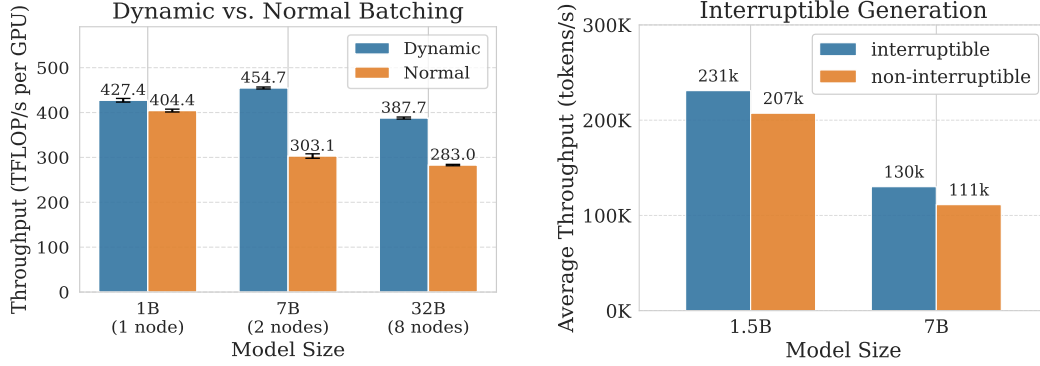 Dynamic vs. Normal Batching
Throughput (TFLOP/s per GPU)
500
400
300
200
100
0
Dynamic
Normal
427.4
404.4
454.7
303.1
387.7
283.0
1B
(1 node)
7B
(2 nodes)
32B
(8 nodes)
Model Size
Interruptible Generation
Average Throughput (tokens/s)
300K
200K
100K
0K
interruptible
non-interruptible
231k
207k
130k
111k
1.5B
7B
Model Size